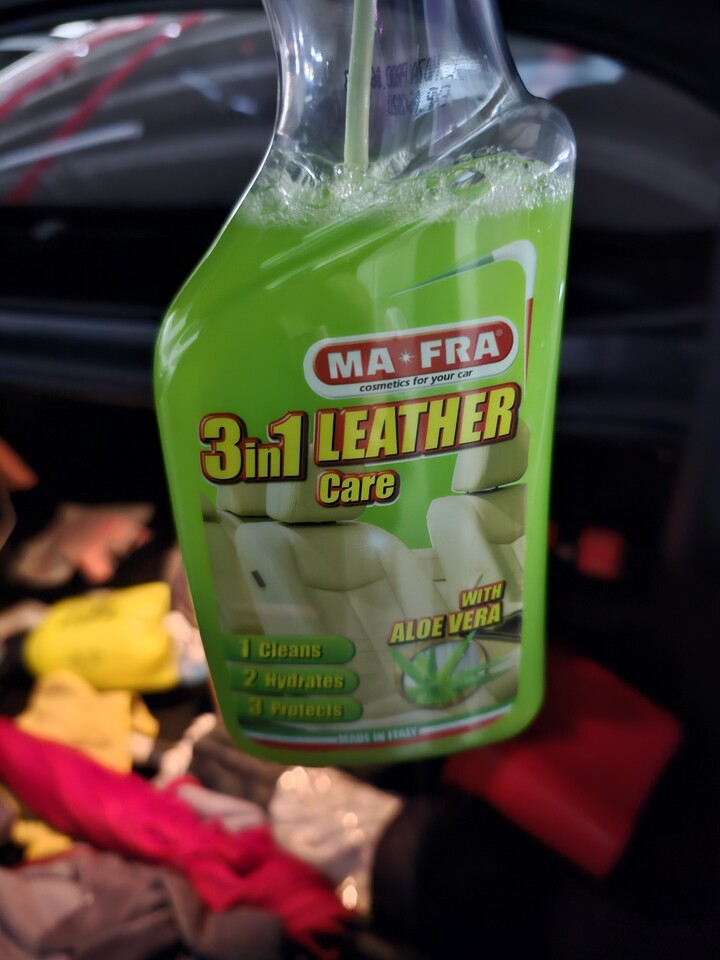 MA FRA
cosmetics for your car
3in1 LEATHER
Care
WITH
ALOE VERA
1 Cleans
2 Hydrates
3 Protects
MADE IN ITALY